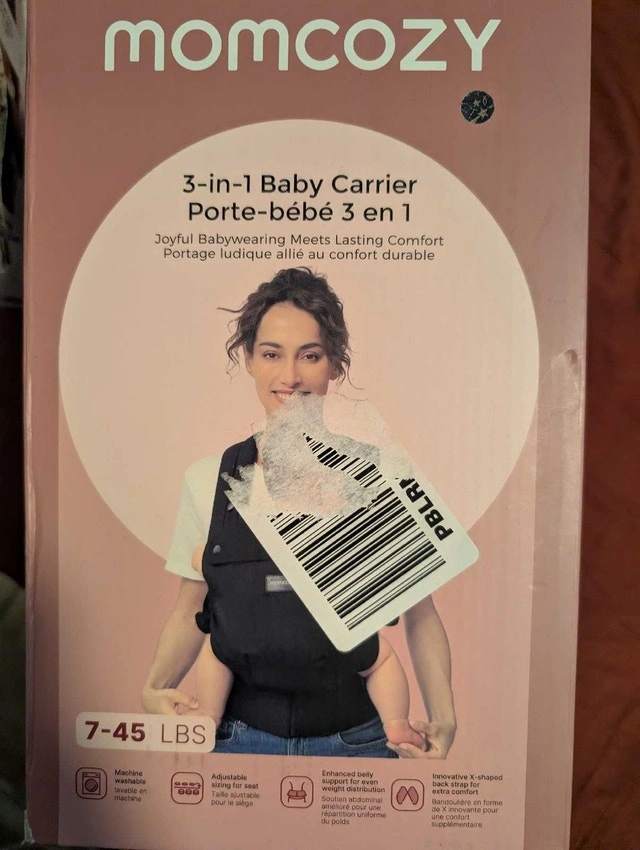 momcozy
3-in-1 Baby Carrier
Porte-bébé 3 en 1
Joyful Babywearing Meets Lasting Comfort
Portage ludique allié au confort durable
7-45 LBS
Machine
washable
lavable en
machine
Adjustable
sizing for seat
Taille ajustable
pour le siège
Enhanced belly
support for even
weight distribution
Soutien abdominal
amélioré pour une
répartition uniforme
du poids
Innovative X-shaped
back strap for
extra comfort
Bandoulière en forme
de X innovante pour
une confort
supplémentaire